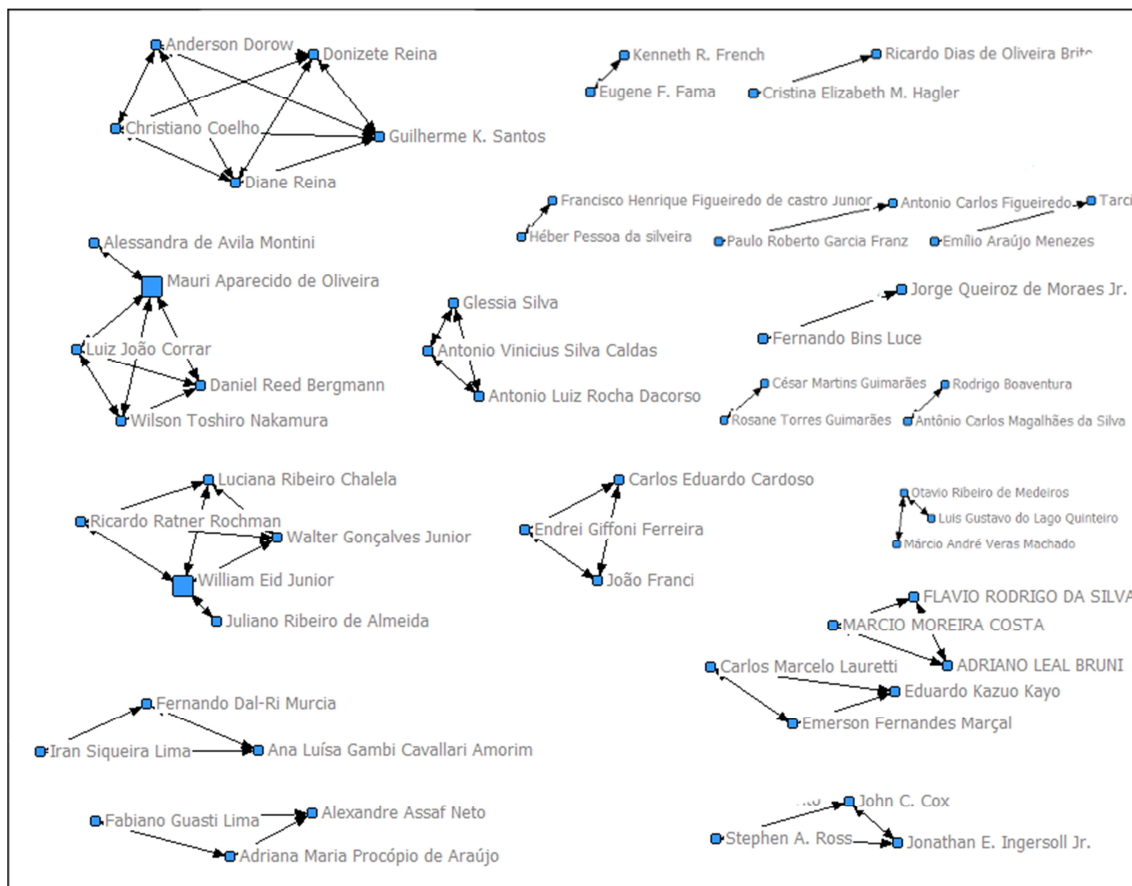 Anderson Dorow
Donizete Reina
Christiano Coelho
Guilherme K. Santos
Diane Reina
Kenneth R. French
Eugene F. Fama
Ricardo Dias de Oliveira
Cristina Elizabeth M. Hagler
Francisco Henrique Figueiredo de castro Junior
Héber Pessoa da silveira
Antonio Carlos Figueiredo
Paulo Roberto Garcia Franz
Emílio Araújo Menezes
Alessandra de Avila Montini
Mauri Aparecido de Oliveira
Luiz João Corrar
Daniel Reed Bergmann
Wilson Toshiro Nakamura
Glessia Silva
Antonio Vinicius Silva Caldas
Antonio Luiz Rocha Dacorso
Jorge Queiroz de Moraes Jr.
Fernando Bins Luce
César Martins Guimarães
Rosane Torres Guimarães
Rodrigo Boaventura
Antônio Carlos Magalhães da Silva
Luciana Ribeiro Chalela
Ricardo Ratner Rochman
Walter Gonçalves Junior
William Eid Junior
Juliano Ribeiro de Almeida
Carlos Eduardo Cardoso
Endrei Giffoni Ferreira
João Franci
Otavio Ribeiro de Medeiros
Luis Gustavo do Lago Quinteiro
Márcio André Veras Machado
FLAVIO RODRIGO DA SILVA
MARCIO MOREIRA COSTA
ADRIANO LEAL BRUNI
Carlos Marcelo Lauretti
Eduardo Kazuo Kayo
Emerson Fernandes Marçal
Fernando Dal-Ri Murcia
Iran Siqueira Lima
Ana Luísa Gambi Cavallari Amorim
Fabiano Guasti Lima
Alexandre Assaf Neto
Adriana Maria Procópio de Araújo
John C. Cox
Stephen A. Ross
Jonathan E. Ingersoll Jr.